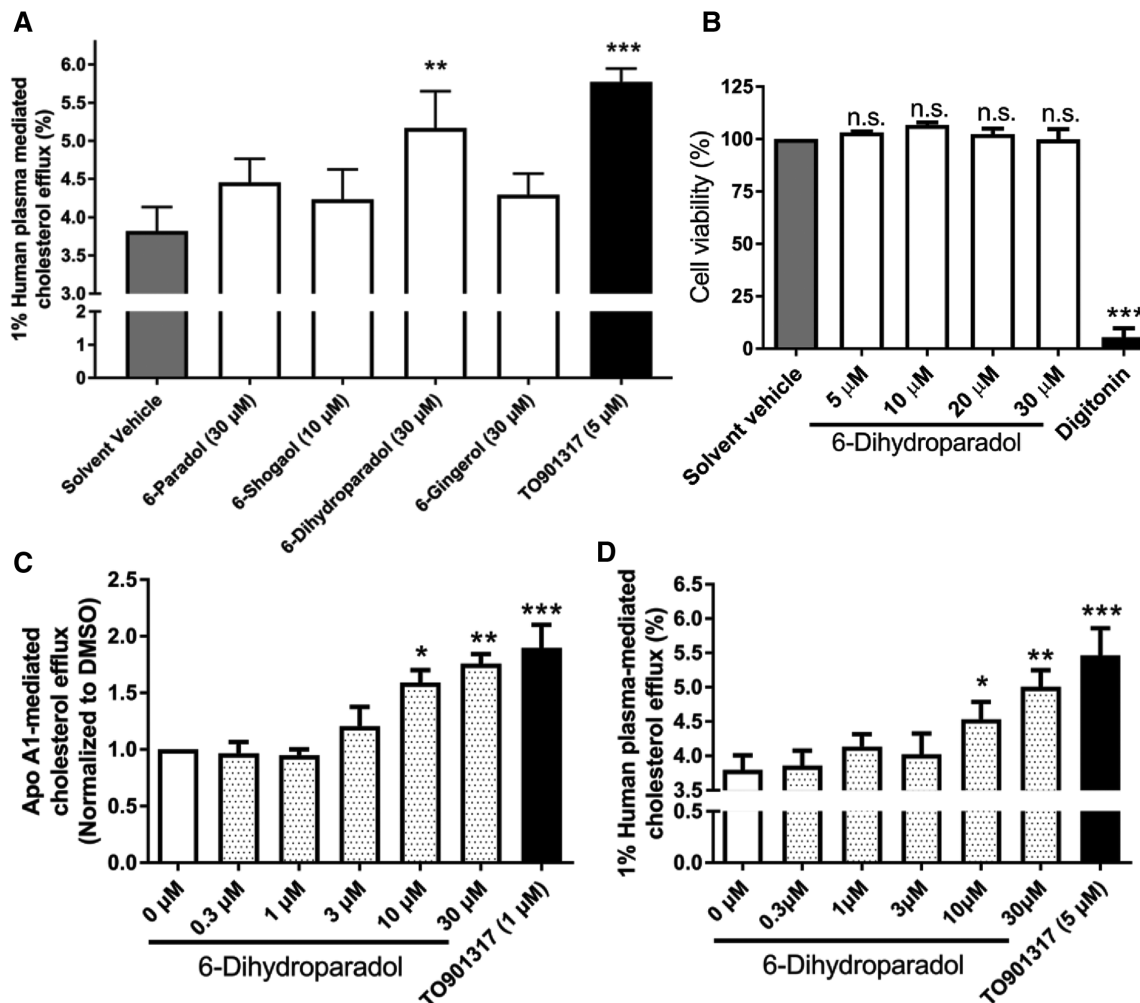 A
1% Human plasma mediated
cholesterol efflux (%)
6.0
5.5
5.0
4.5
4.0
3.5
3.0
2
1
0
**
***
Solvent Vehicle
6-Paradol (30 µM)
6-Shogaol (10 µM)
6-Dihydroparadol (30 µM)
6-Gingerol (30 µM)
TO901317 (5 µM)
B
Cell viability (%)
125
100
75
50
25
0
n.s.
n.s.
n.s.
n.s.
***
Solvent vehicle
5 µM
10 µM
20 µM
30 µM
Digitonin
6-Dihydroparadol
C
Apo A1-mediated
cholesterol efflux
(Normalized to DMSO)
2.5
2.0
1.5
1.0
0.5
0.0
*
**
***
0 µM
0.3 µM
1 µM
3 µM
10 µM
30 µM
TO901317 (1 µM)
6-Dihydroparadol
D
1% Human plasma-mediated
cholesterol efflux (%)
6.5
6.0
5.5
5.0
4.5
4.0
3.5
0.5
0.0
*
**
***
0 µM
0.3µM
1µM
3µM
10µM
30µM
TO901317 (5 µM)
6-Dihydroparadol